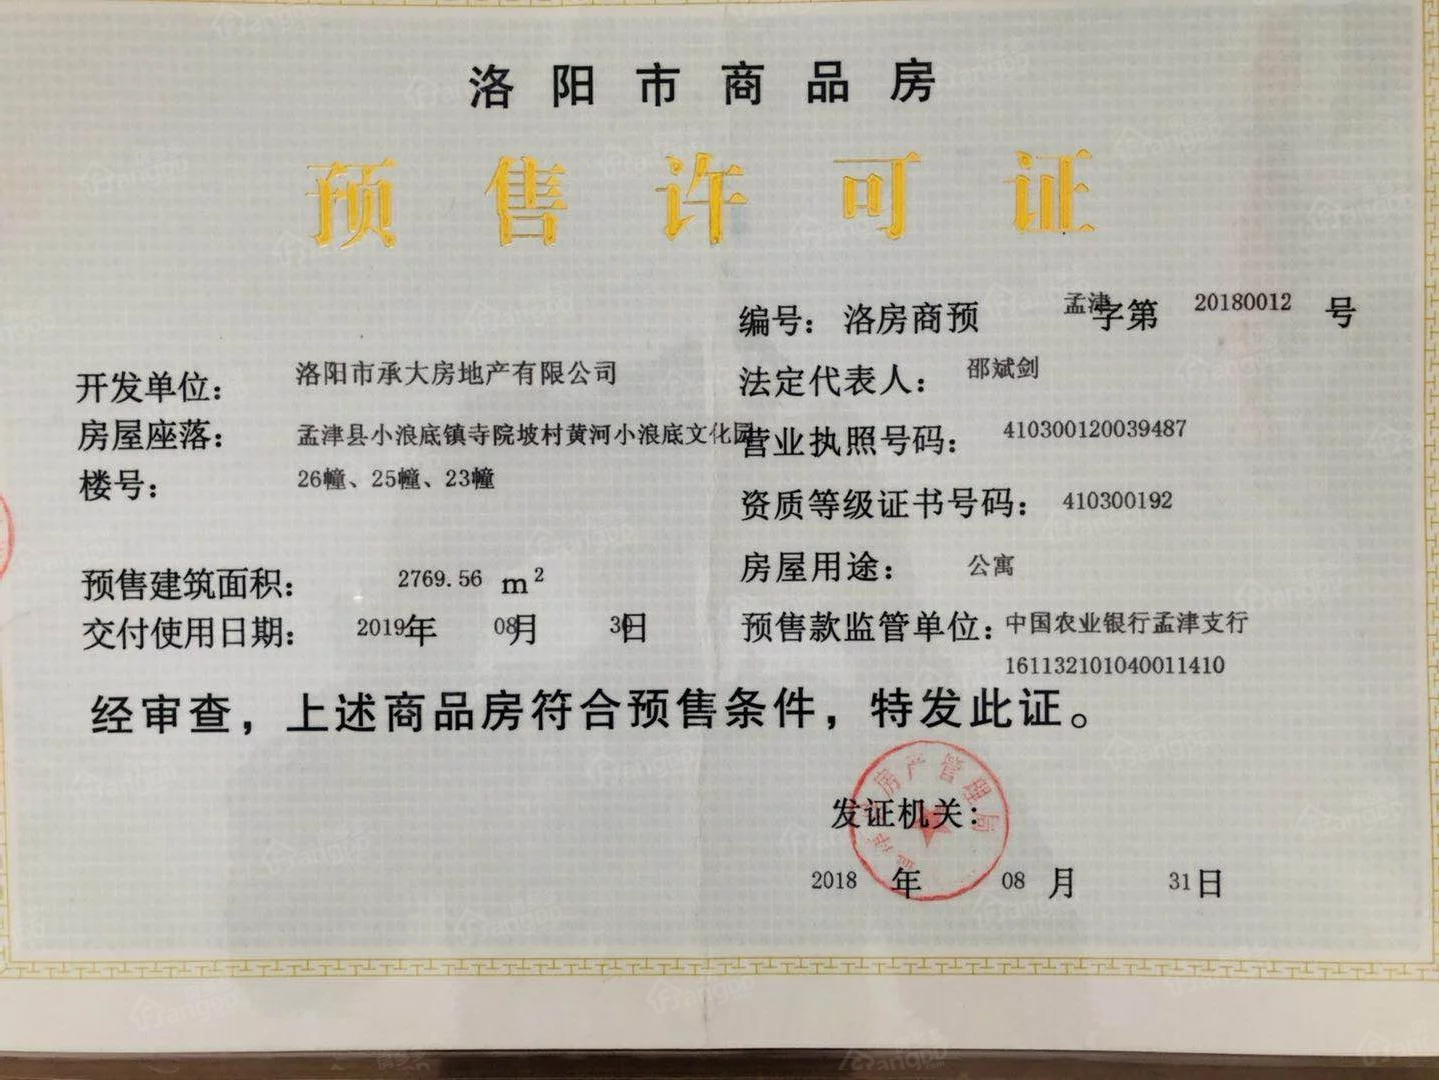 洛阳市商品房
预售许可证
编号：洛房商预 孟津字第 20180012 号
开发单位： 洛阳市承大房地产有限公司
法定代表人： 邵斌剑
房屋座落： 孟津县小浪底镇寺院坡村黄河小浪底文化园
营业执照号码： 410300120039487
楼号： 26幢、25幢、23幢
资质等级证书号码： 410300192
房屋用途： 公寓
预售建筑面积： 2769.56 m²
交付使用日期： 2019年 08月 30日
预售款监管单位：中国农业银行孟津支行
161132101040011410
经审查，上述商品房符合预售条件，特发此证。
房产管理局
发证机关：
2018 年 08 月 31日